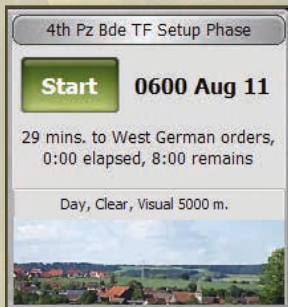 4th Pz Bde TF Setup Phase
Start
0600 Aug 11
29 mins. to West German orders,
0:00 elapsed, 8:00 remains
Day, Clear, Visual 5000 m.